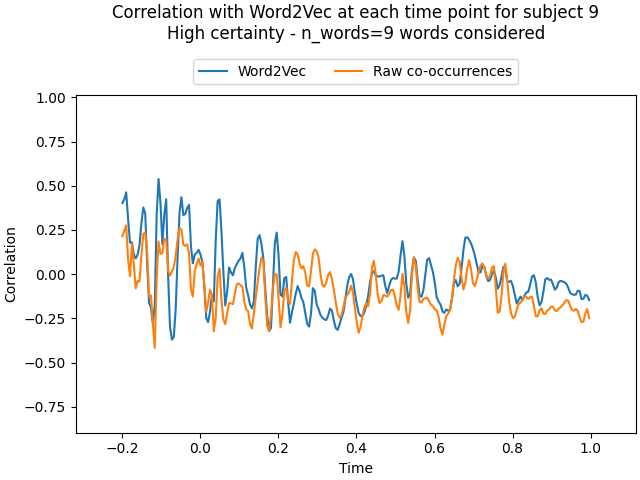 Correlation with Word2Vec at each time point for subject 9
High certainty - n_words=9 words considered
Word2Vec
Raw co-occurrences
1.00
0.75
0.50
0.25
0.00
−0.25
−0.50
−0.75
Correlation
−0.2
0.0
0.2
0.4
0.6
0.8
1.0
Time